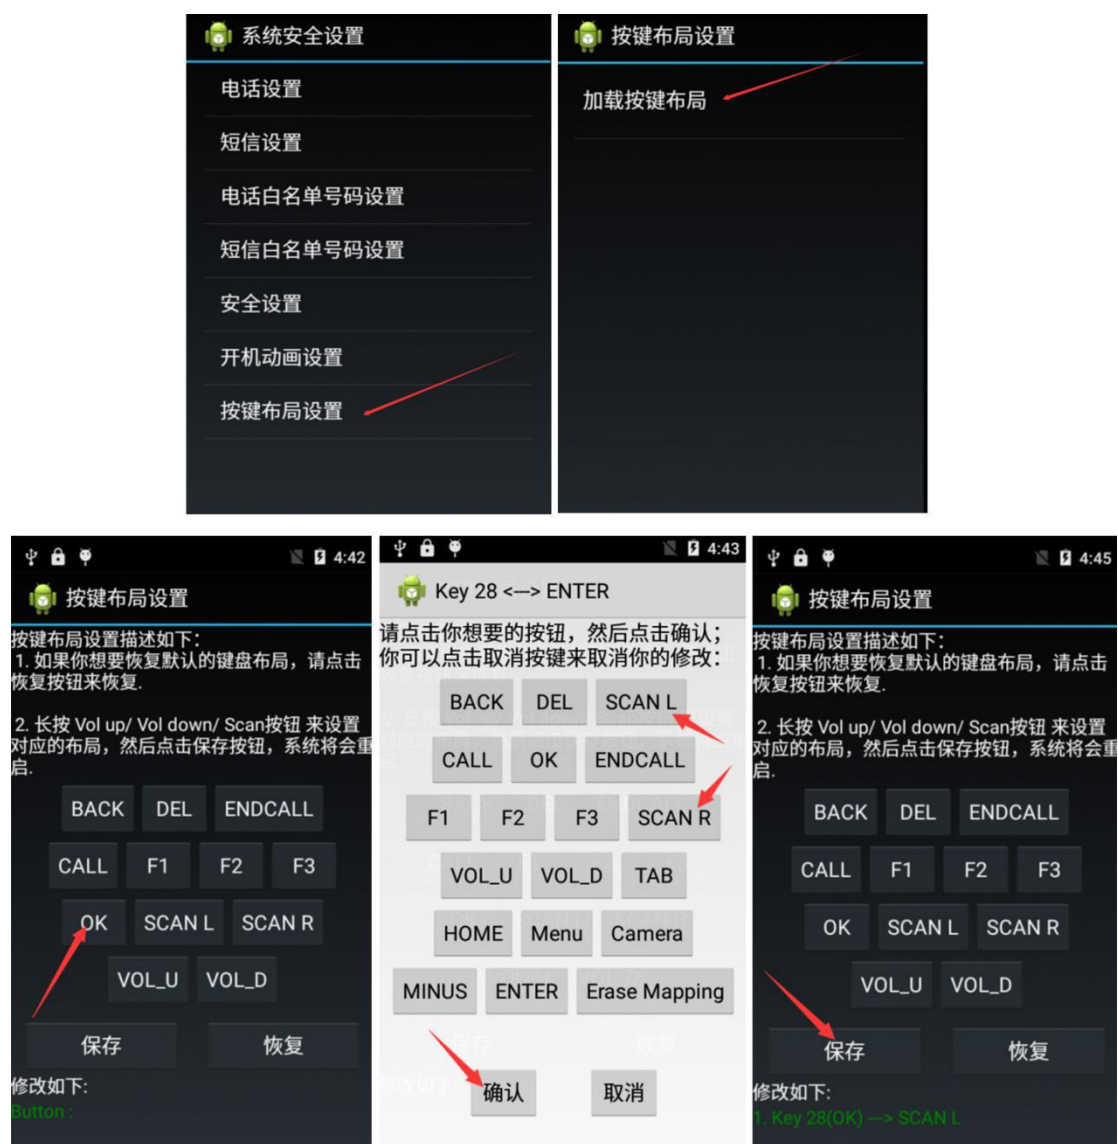 系统安全设置
电话设置
短信设置
电话白名单号码设置
短信白名单号码设置
安全设置
开机动画设置
按键布局设置
按键布局设置
加载按键布局
4:42
按键布局设置
按键布局设置描述如下：
1. 如果你想要恢复默认的键盘布局，请点击
恢复按钮来恢复.
2. 长按 Vol up/ Vol down/ Scan按钮 来设置
对应的布局，然后点击保存按钮，系统将会重
启.
BACK DEL ENDCALL
CALL F1 F2 F3
OK SCAN L SCAN R
VOL_U VOL_D
保存 恢复
修改如下:
Button :
4:43
Key 28 <---> ENTER
请点击你想要的按钮，然后点击确认；
你可以点击取消按键来取消你的修改：
BACK DEL SCAN L
CALL OK ENDCALL
F1 F2 F3 SCAN R
VOL_U VOL_D TAB
HOME Menu Camera
MINUS ENTER Erase Mapping
确认 取消
4:45
按键布局设置
按键布局设置描述如下：
1. 如果你想要恢复默认的键盘布局，请点击
恢复按钮来恢复.
2. 长按 Vol up/ Vol down/ Scan按钮 来设置
对应的布局，然后点击保存按钮，系统将会重
启.
BACK DEL ENDCALL
CALL F1 F2 F3
OK SCAN L SCAN R
VOL_U VOL_D
保存 恢复
修改如下:
1. Key 28(OK) ---> SCAN L